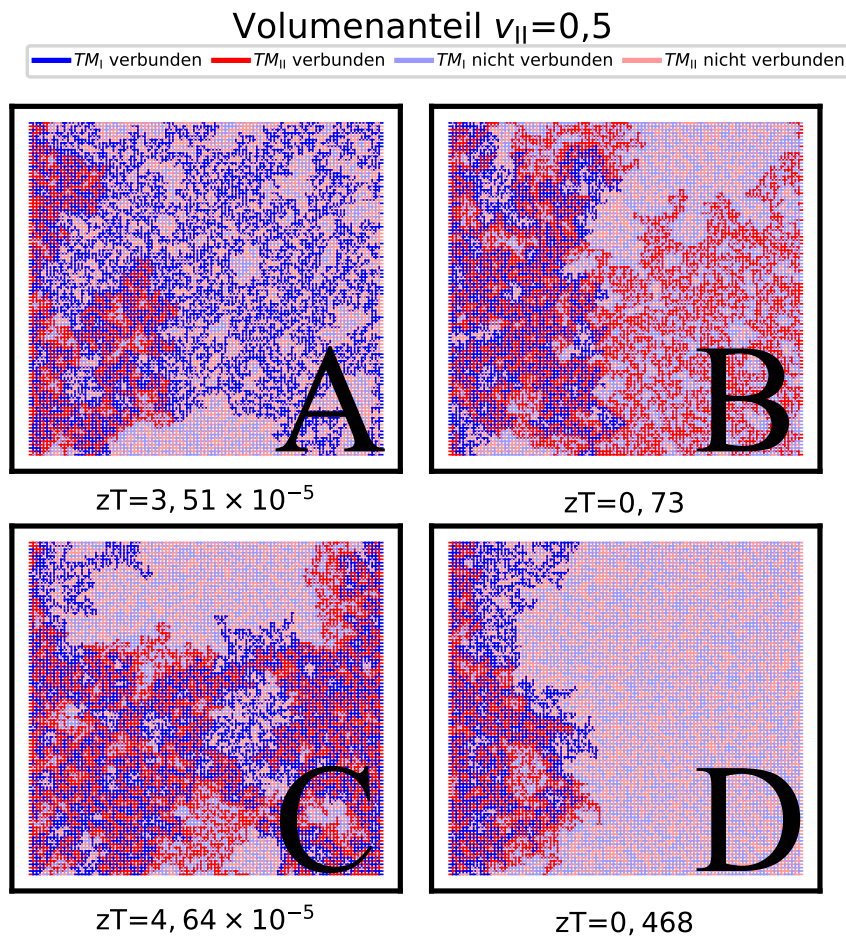 Volumenanteil v_II=0,5
TM_I verbunden TM_II verbunden TM_I nicht verbunden TM_II nicht verbunden
A B
zT=3,51 × 10⁻⁵ zT=0,73
C D
zT=4,64 × 10⁻⁵ zT=0,468